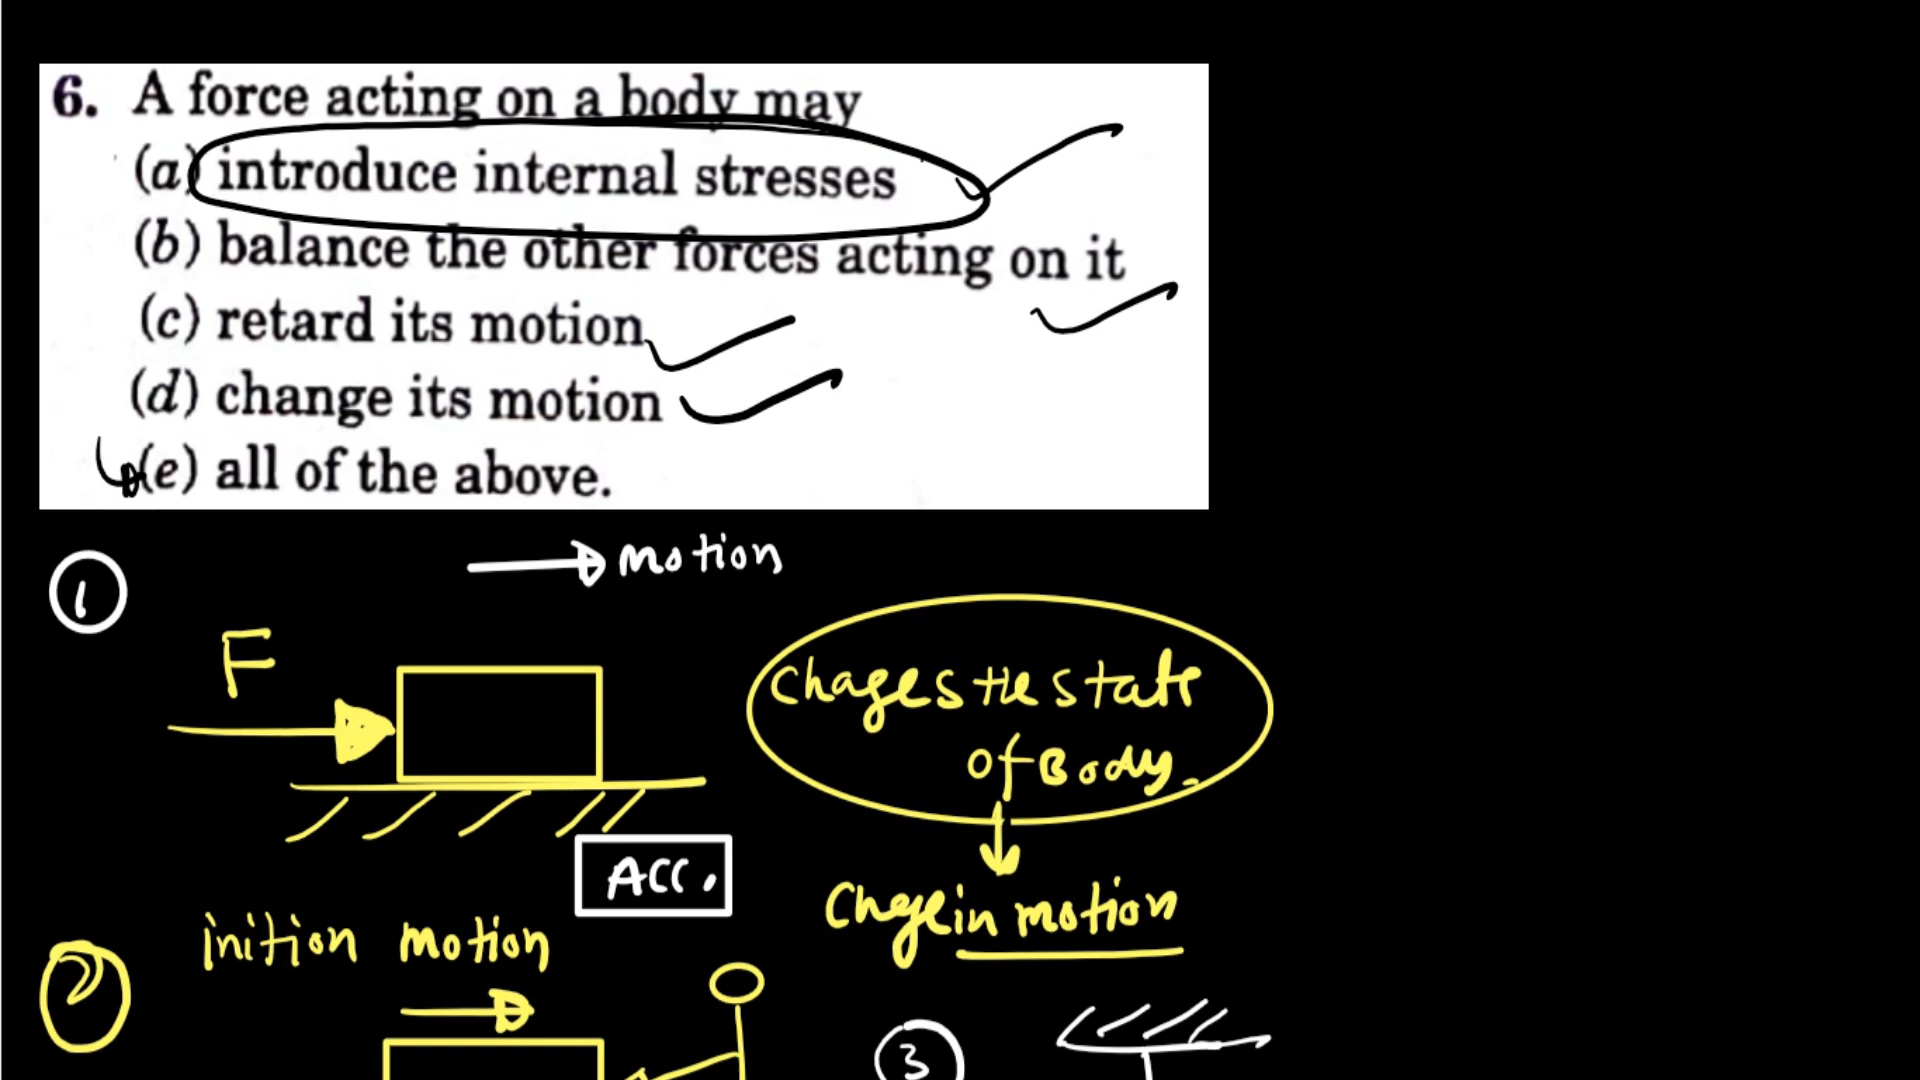 6. A force acting on a body may
(a) introduce internal stresses
(b) balance the other forces acting on it
(c) retard its motion
(d) change its motion
(e) all of the above.
1
motion
F
Chages the state
of Body.
Acc.
Chge in motion
inition motion
2
3